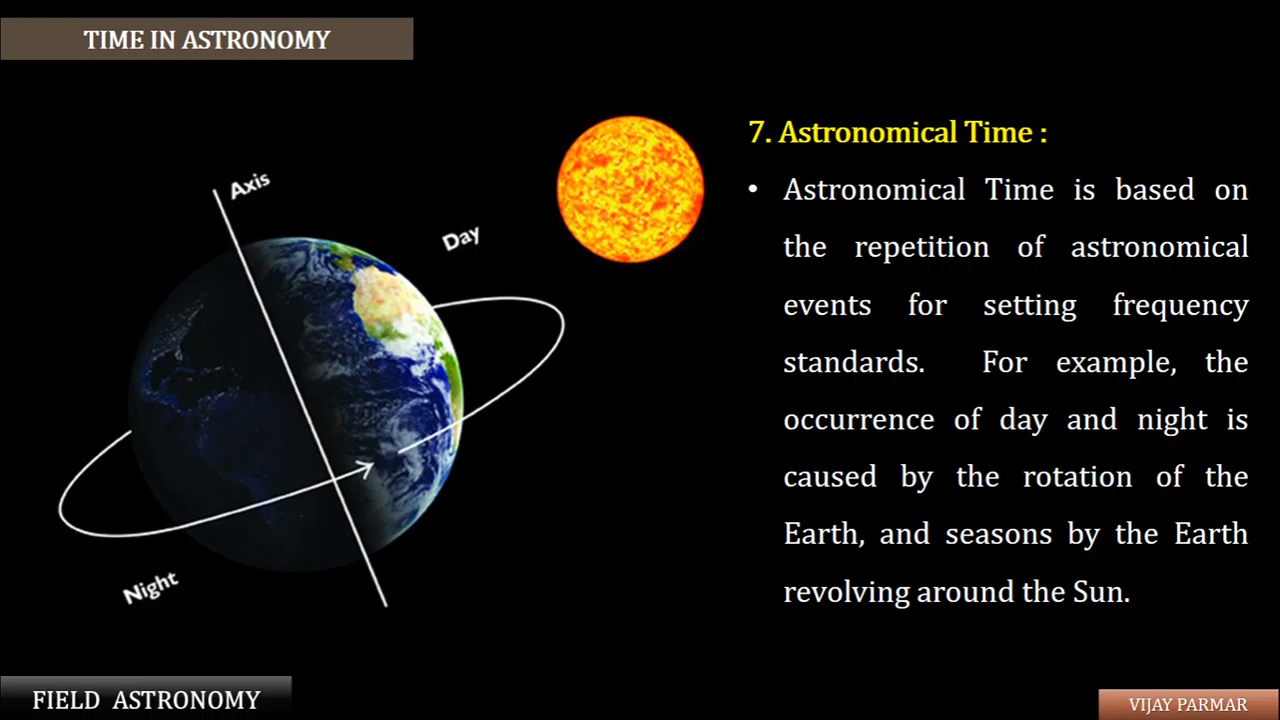 TIME IN ASTRONOMY
Axis
Day
Night
7. Astronomical Time :
• Astronomical Time is based on
the repetition of astronomical
events for setting frequency
standards. For example, the
occurrence of day and night is
caused by the rotation of the
Earth, and seasons by the Earth
revolving around the Sun.
FIELD ASTRONOMY
VIJAY PARMAR